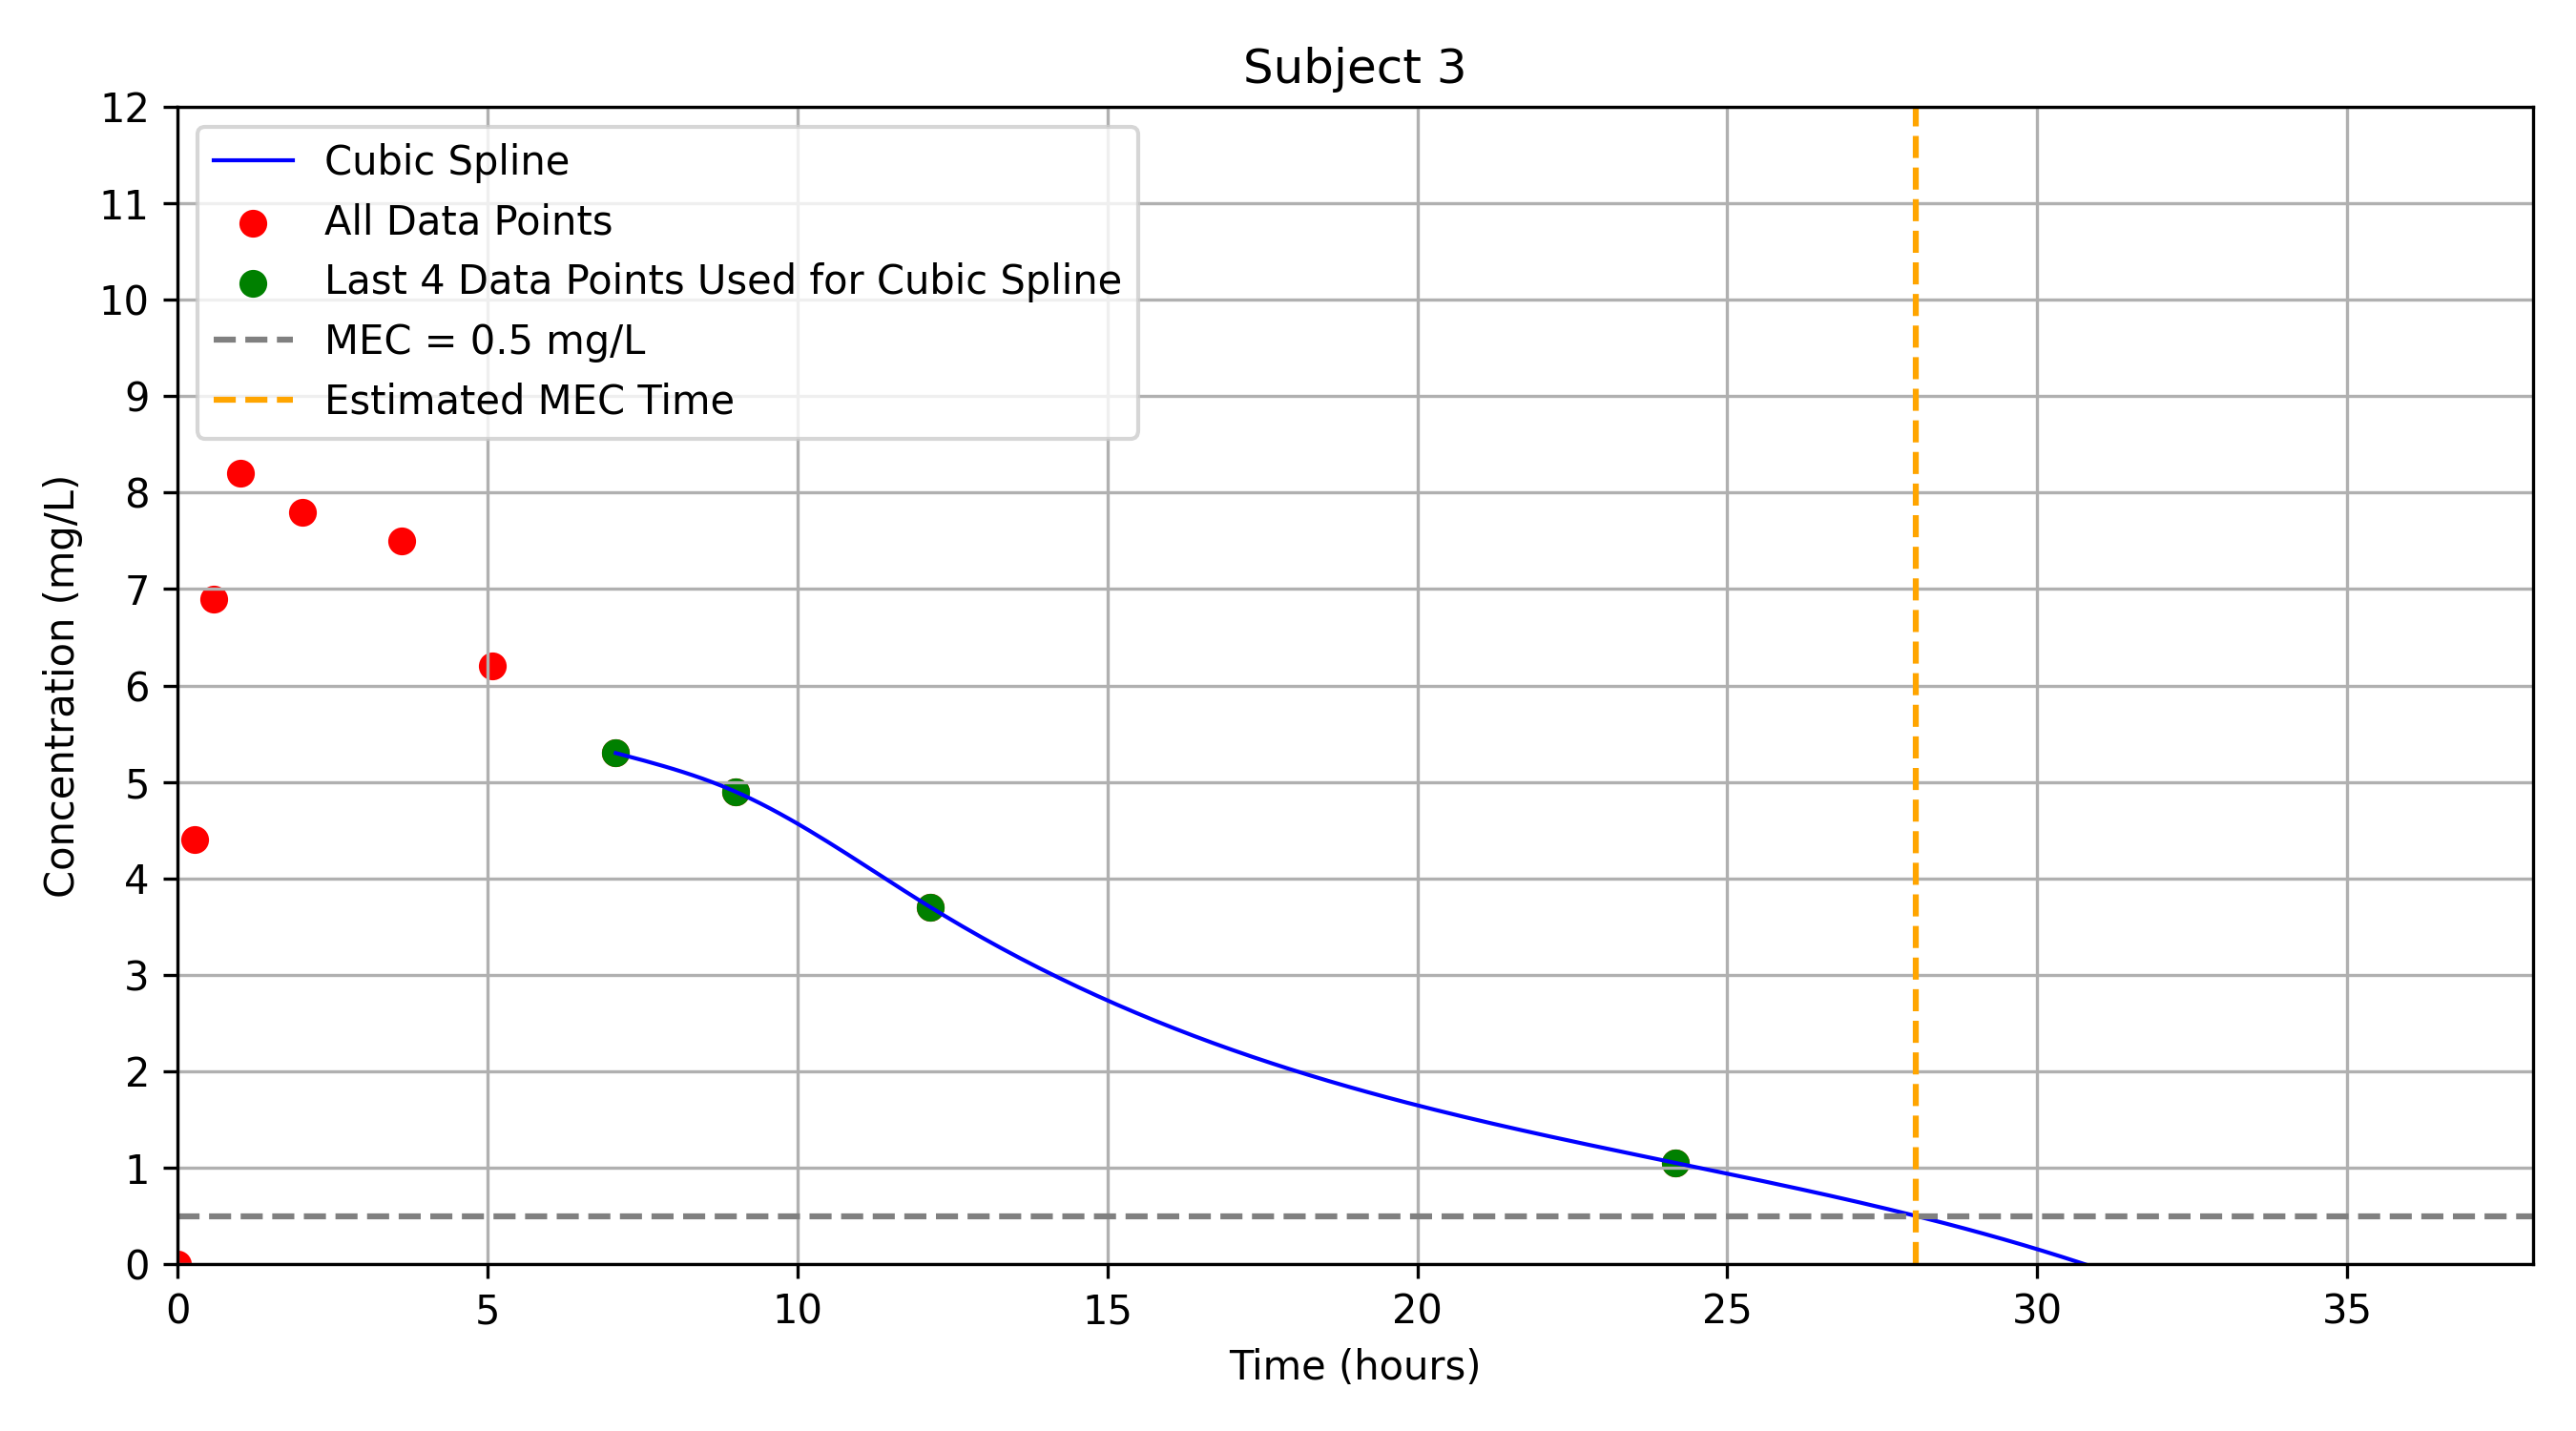 Subject 3
12
11
10
9
8
7
6
5
4
3
2
1
0
Concentration (mg/L)
Cubic Spline
All Data Points
Last 4 Data Points Used for Cubic Spline
MEC = 0.5 mg/L
Estimated MEC Time
0 5 10 15 20 25 30 35
Time (hours)